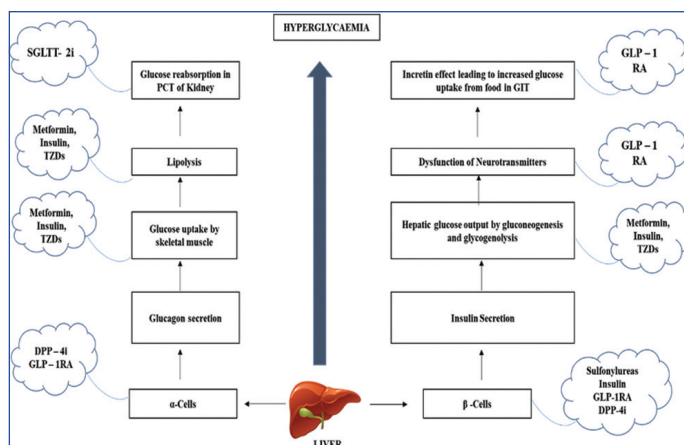 HYPERGLYCAEMIA
SGLTT- 2i
Glucose reabsorption in
PCT of Kidney
Metformin,
Insulin,
TZDs
Lipolysis
Metformin,
Insulin,
TZDs
Glucose uptake by
skeletal muscle
Glucagon secretion
DPP – 4i
GLP – 1RA
α-Cells
LIVER
Incretin effect leading to increased glucose
uptake from food in GIT
GLP – 1
RA
Dysfunction of Neurotransmitters
GLP – 1
RA
Hepatic glucose output by gluconeogenesis
and glycogenolysis
Metformin,
Insulin,
TZDs
Insulin Secretion
β -Cells
Sulfonylureas
Insulin
GLP-1RA
DPP-4i